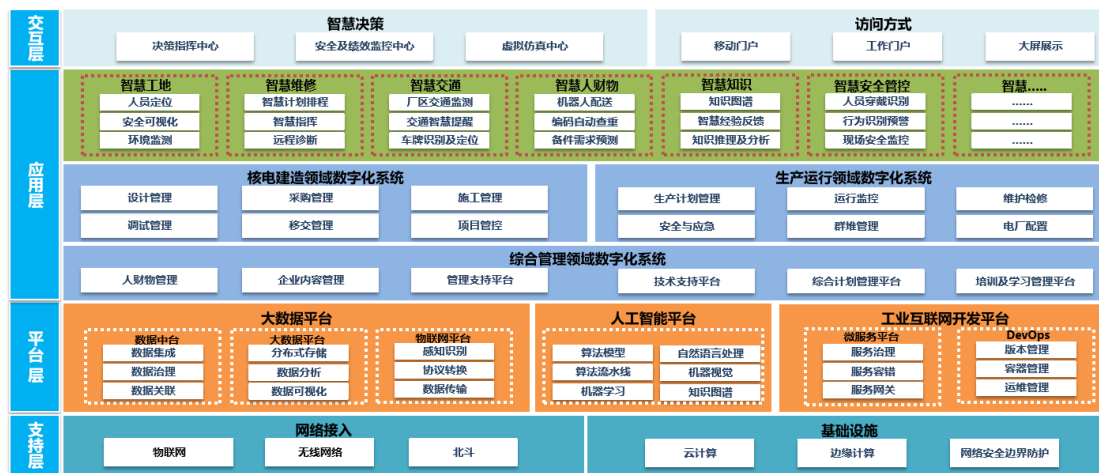 交互层
智慧决策
决策指挥中心 安全及绩效监控中心 虚拟仿真中心
访问方式
移动门户 工作门户 大屏展示
应用层
智慧工地
人员定位
安全可视化
环境监测
智慧维修
智慧计划排程
智慧指挥
远程诊断
智慧交通
厂区交通监测
交通智慧提醒
车牌识别及定位
智慧人财物
机器人配送
编码自动查重
备件需求预测
智慧知识
知识图谱
智慧经验反馈
知识推理及分析
智慧安全管控
人员穿戴识别
行为识别预警
现场安全监控
智慧.....
......
......
......
核电建造领域数字化系统
设计管理 采购管理 施工管理
调试管理 移交管理 项目管控
生产运行领域数字化系统
生产计划管理 运行监控 维护检修
安全与应急 群堆管理 电厂配置
综合管理领域数字化系统
人财物管理 企业内容管理 管理支持平台 技术支持平台 综合计划管理平台 培训及学习管理平台
平台层
大数据平台
数据中台
数据集成
数据治理
数据关联
大数据平台
分布式存储
数据分析
数据可视化
物联网平台
感知识别
协议转换
数据传输
人工智能平台
算法模型 自然语言处理
算法流水线 机器视觉
机器学习 知识图谱
工业互联网开发平台
微服务平台
服务治理
服务容错
服务网关
DevOps
版本管理
容器管理
运维管理
支持层
网络接入
物联网 无线网络 北斗
基础设施
云计算 边缘计算 网络安全边界防护